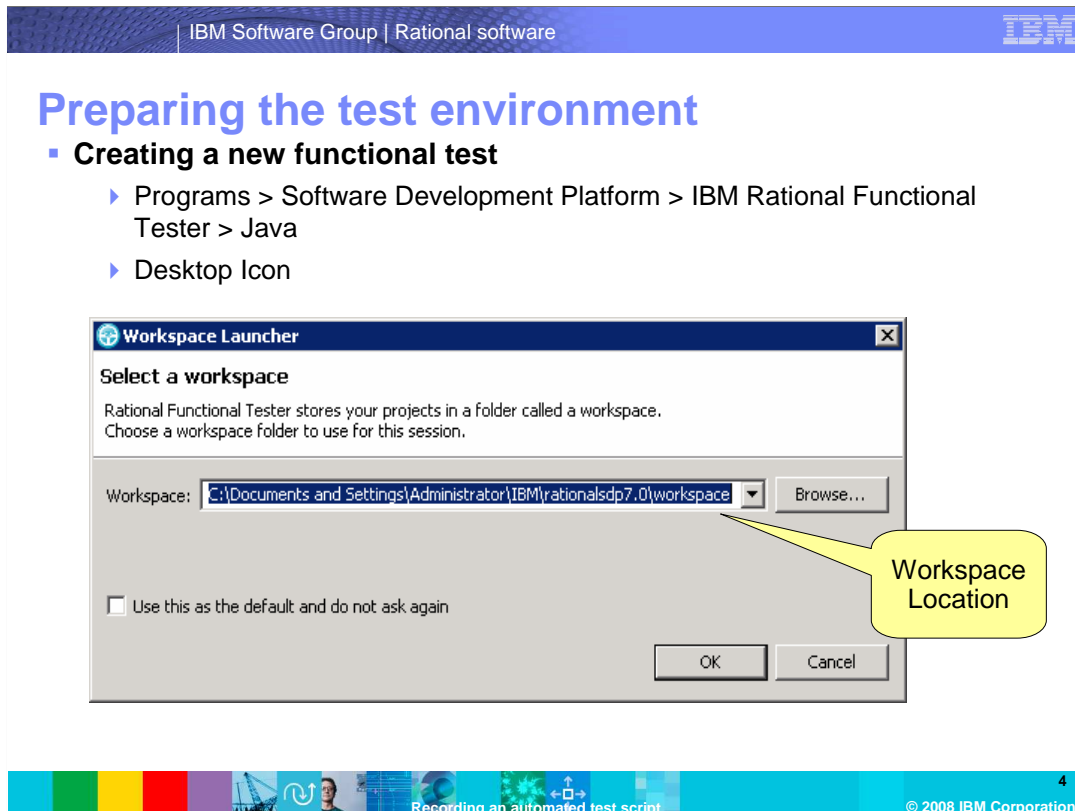 IBM Software Group | Rational software
IBM
Preparing the test environment
Creating a new functional test
Programs > Software Development Platform > IBM Rational Functional
Tester > Java
Desktop Icon
Workspace Launcher
Select a workspace
Rational Functional Tester stores your projects in a folder called a workspace.
Choose a workspace folder to use for this session.
Workspace: C:\Documents and Settings\Administrator\IBM\rationalsdp7.0\workspace Browse...
Workspace
Location
Use this as the default and do not ask again
OK Cancel
4
Recording an automated test script
© 2008 IBM Corporation